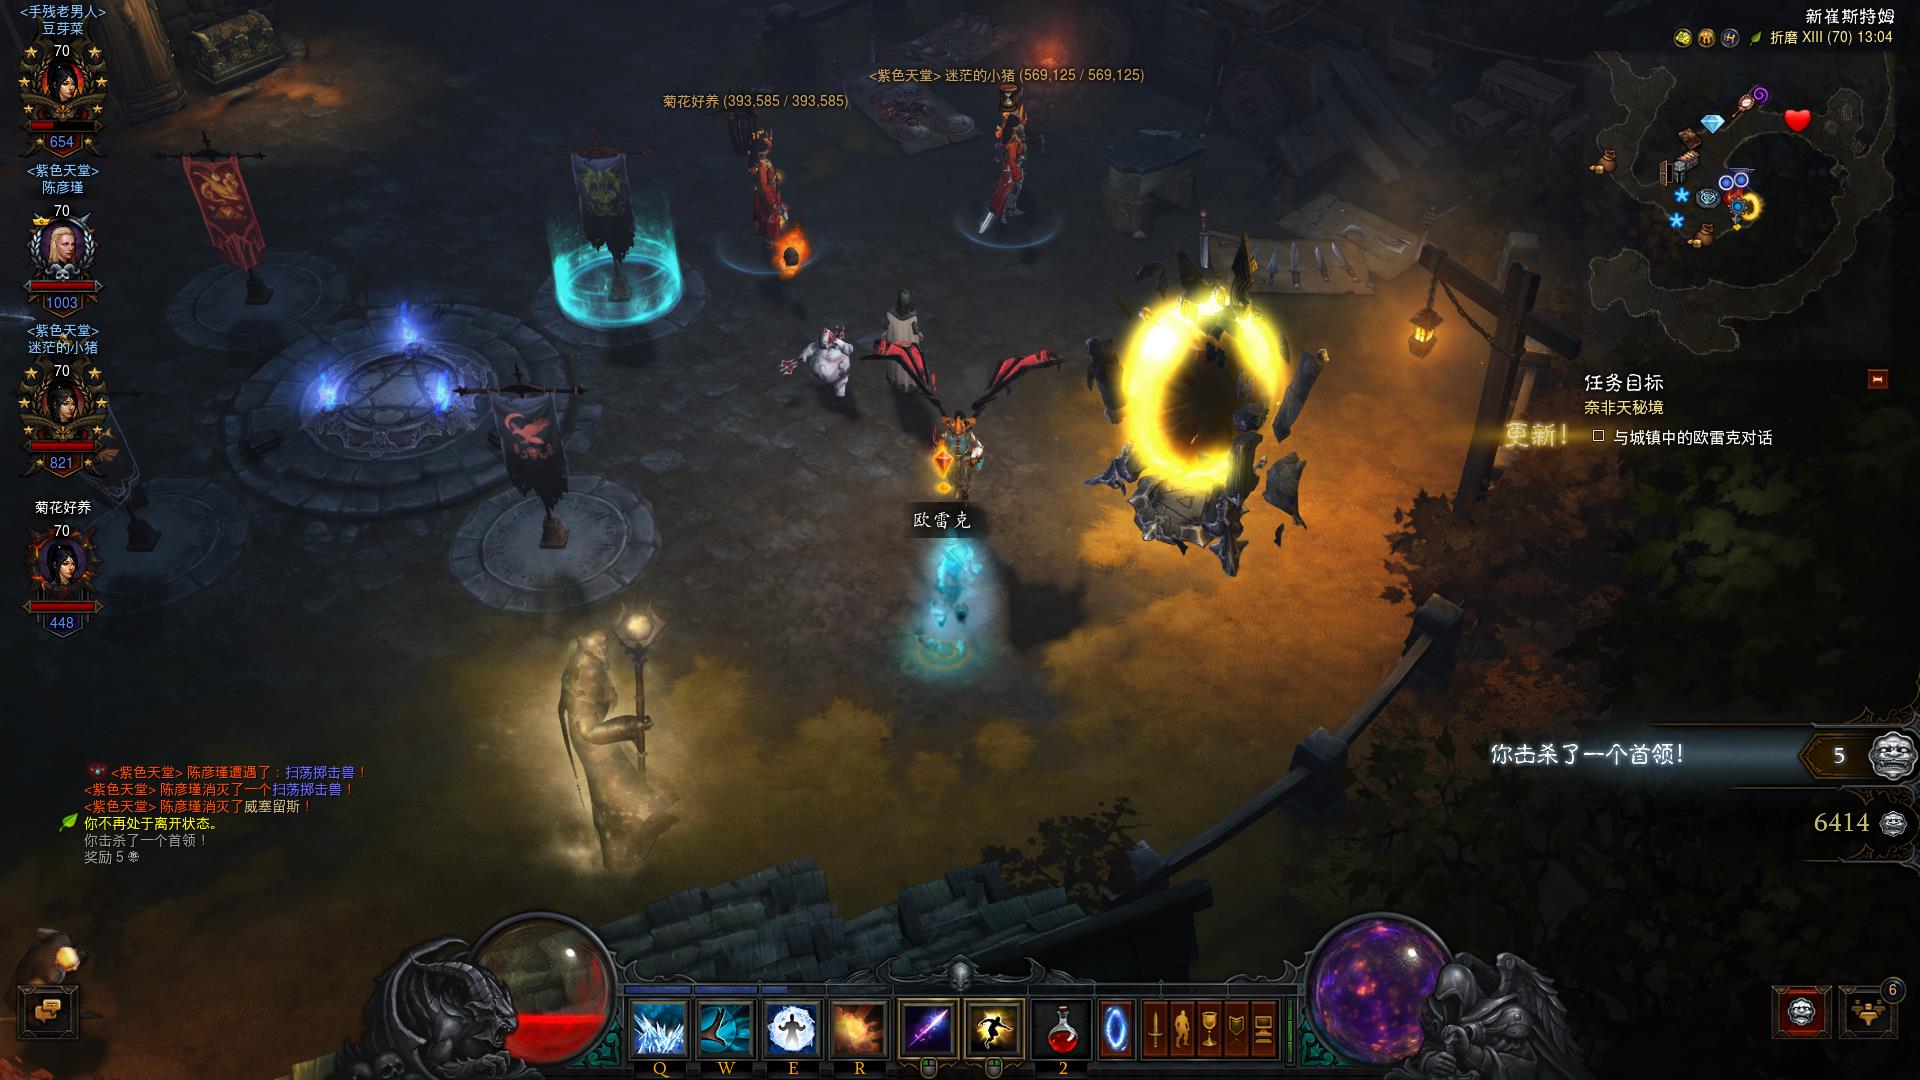 <手残老男人>
豆芽菜
70
654
<紫色天堂>
陈彦瑾
70
1003
<紫色天堂>
迷茫的小猪
70
821
菊花好养
70
448
菊花好养 (393,585 / 393,585)
<紫色天堂> 迷茫的小猪 (569,125 / 569,125)
新崔斯特姆
折磨 XIII (70) 13:04
任务目标
奈非天秘境
更新!
与城镇中的欧雷克对话
欧雷克
你击杀了一个首领!
5
6414
<紫色天堂> 陈彦瑾遭遇了：扫荡掷击兽！
<紫色天堂> 陈彦瑾消灭了一个扫荡掷击兽！
<紫色天堂> 陈彦瑾消灭了威塞留斯！
你不再处于离开状态。
你击杀了一个首领！
奖励 5
Q
W
E
R
2
6